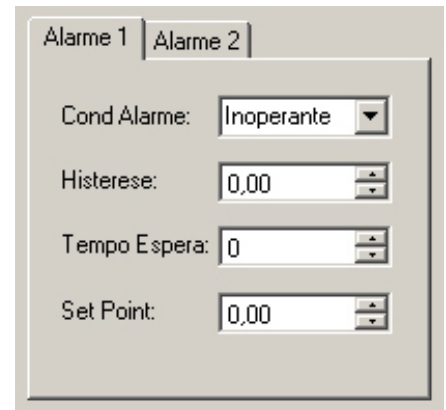 Alarme 1 Alarme 2
Cond Alarme: Inoperante
Histerese: 0,00
Tempo Espera: 0
Set Point: 0,00